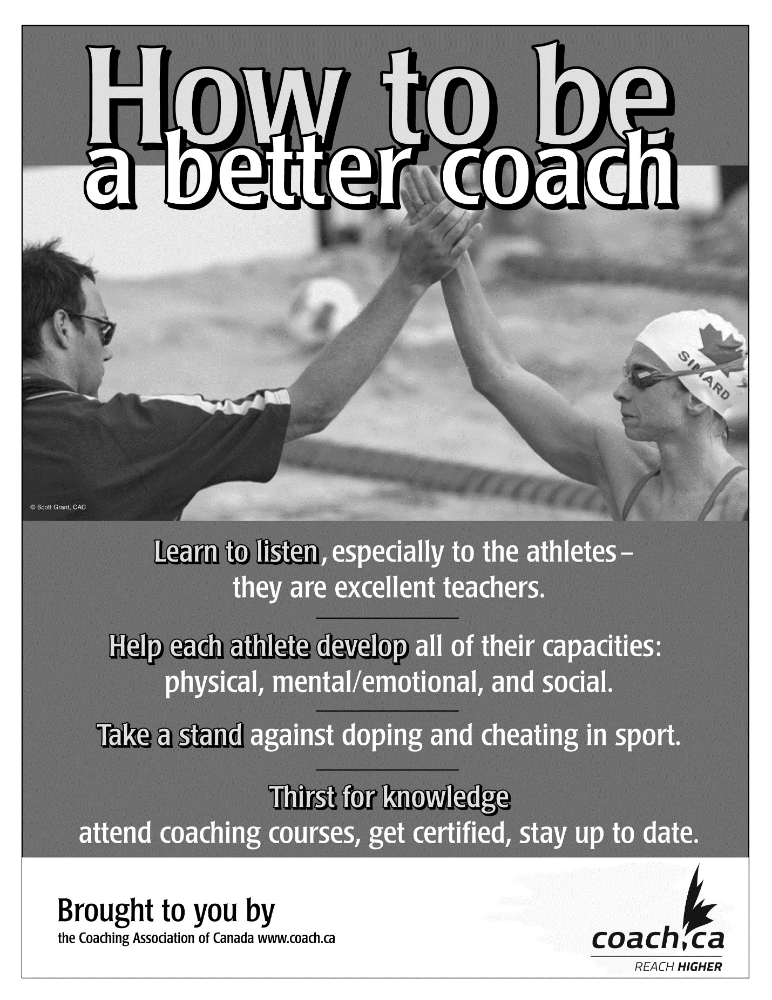 How to be
a better coach
SIMARD
© Scott Grant, CAC
Learn to listen, especially to the athletes –
they are excellent teachers.
Help each athlete develop all of their capacities:
physical, mental/emotional, and social.
Take a stand against doping and cheating in sport.
Thirst for knowledge
attend coaching courses, get certified, stay up to date.
Brought to you by
the Coaching Association of Canada www.coach.ca
coach.ca
REACH HIGHER